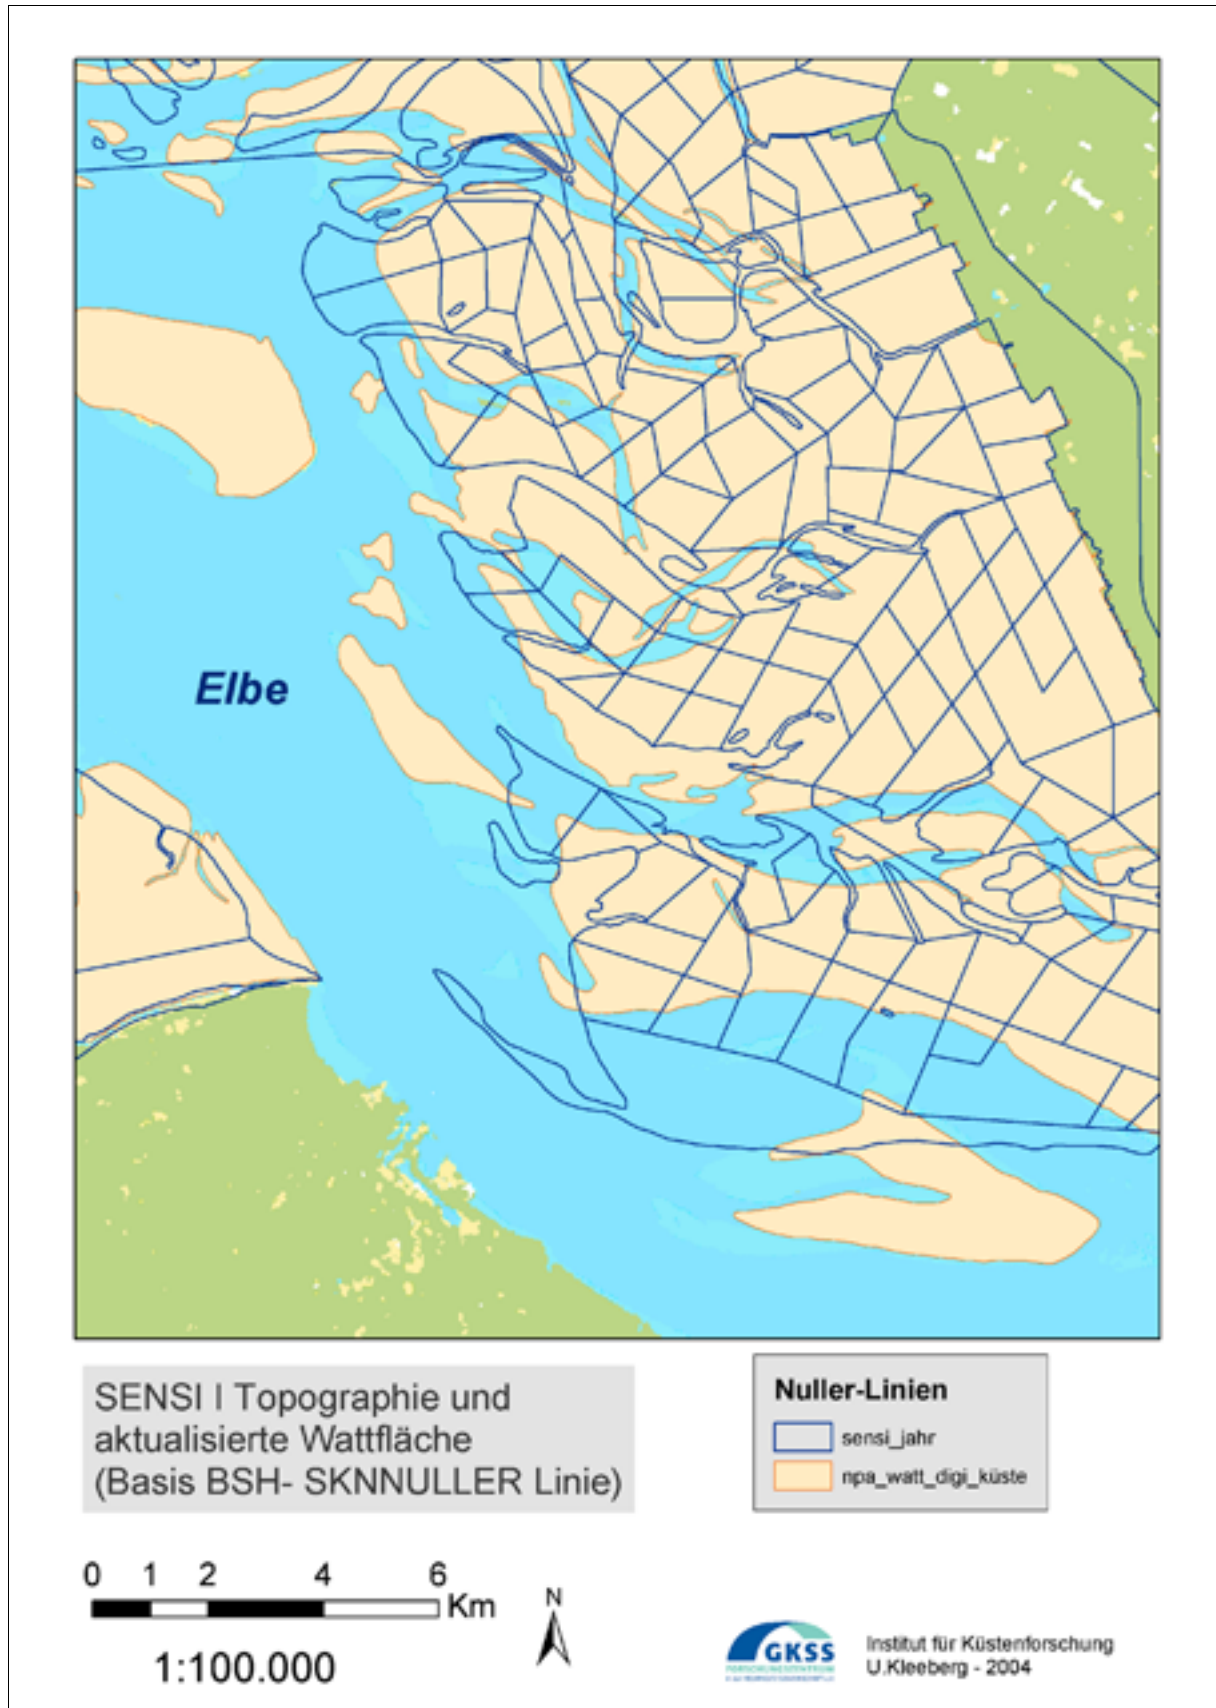 Elbe
SENSI I Topographie und
aktualisierte Wattfläche
(Basis BSH- SKNNULLER Linie)
Nuller-Linien
sensi_jahr
npa_watt_digi_küste
0 1 2 4 6
Km
1:100.000
N
GKSS
FORSCHUNGSZENTRUM
Institut für Küstenforschung
U.Kleeberg - 2004